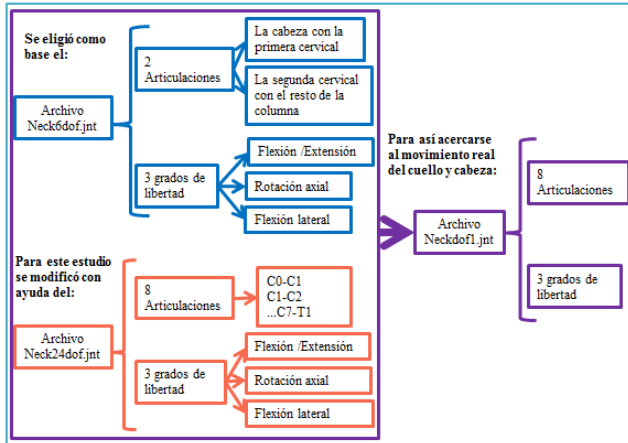 Se eligió como
base el:
Archivo
Neck6dof.jnt
2
Articulaciones
La cabeza con la
primera cervical
La segunda cervical
con el resto de la
columna
3 grados de
libertad
Flexión /Extensión
Rotación axial
Flexión lateral
Para este estudio
se modificó con
ayuda del:
Archivo
Neck24dof.jnt
8
Articulaciones
C0-C1
C1-C2
...C7-T1
3 grados de
libertad
Flexión /Extensión
Rotación axial
Flexión lateral
Para así acercarse
al movimiento real
del cuello y cabeza:
Archivo
Neckdof1.jnt
8
Articulaciones
3 grados de
libertad